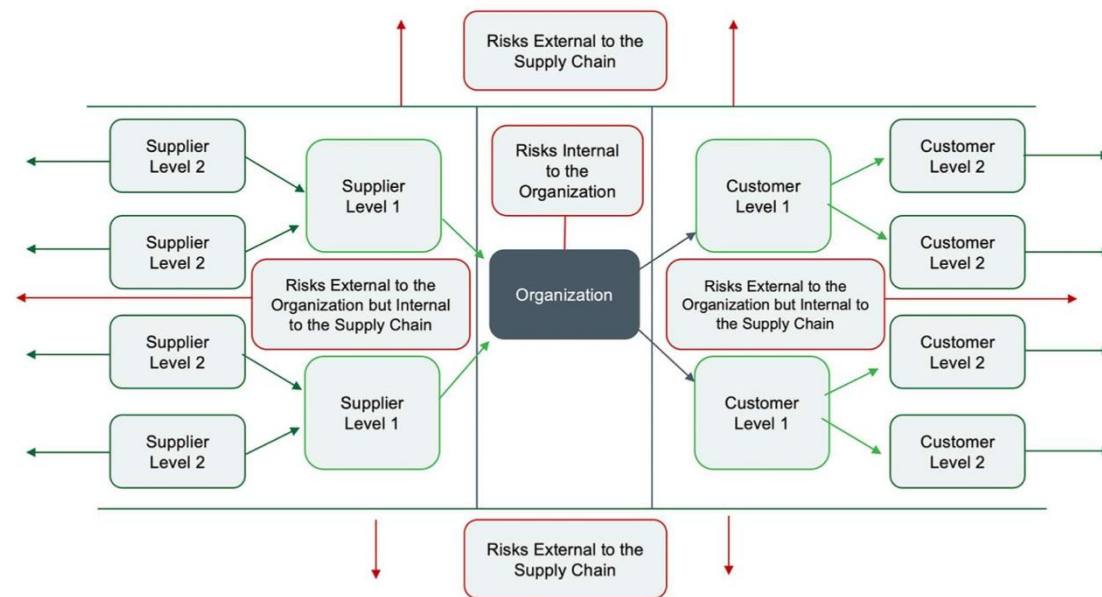 Risks External to the
Supply Chain
Supplier
Level 2
Supplier
Level 1
Risks Internal
to the
Organization
Customer
Level 1
Customer
Level 2
Supplier
Level 2
Customer
Level 2
Risks External to the
Organization but Internal
to the Supply Chain
Organization
Risks External to the
Organization but Internal to
the Supply Chain
Supplier
Level 2
Supplier
Level 1
Customer
Level 1
Customer
Level 2
Supplier
Level 2
Customer
Level 2
Risks External to the
Supply Chain